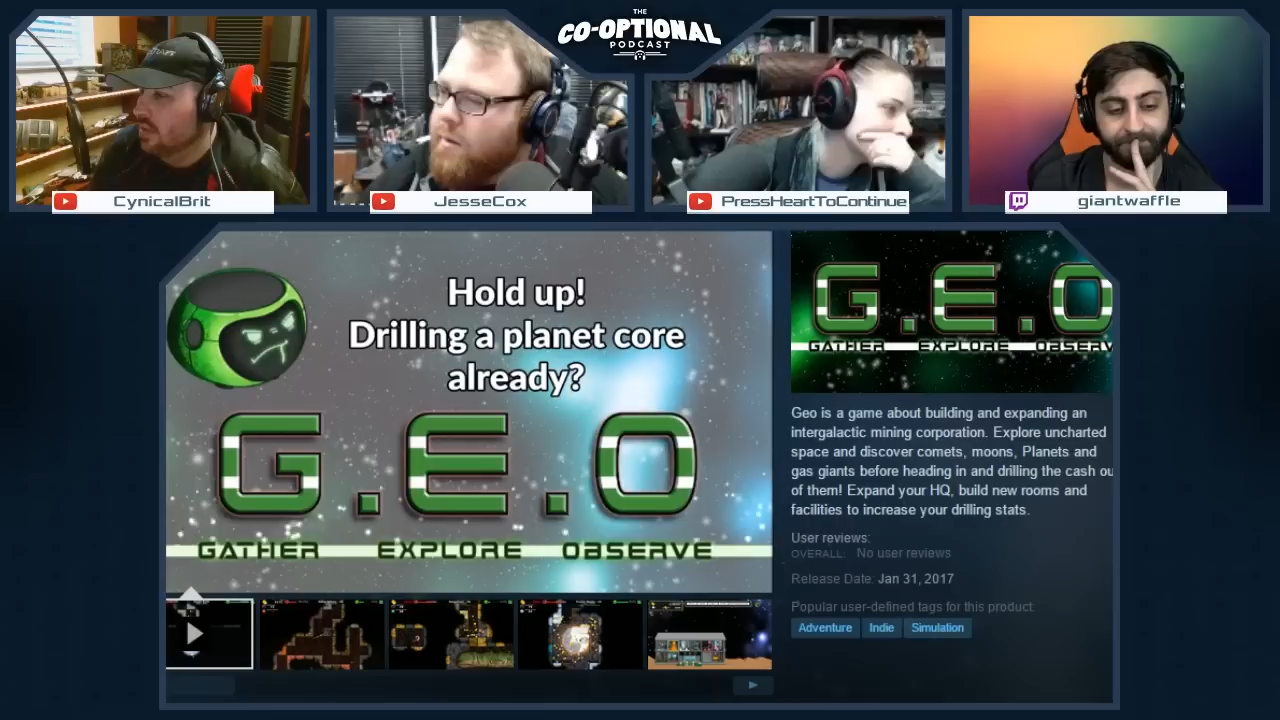 THE
CO-OPTIONAL
PODCAST
CynicalBrit
JesseCox
PressHeartToContinue
giantwaffle
Hold up!
Drilling a planet core
already?
G.E.O
GATHER EXPLORE OBSERVE
G.E.O
GATHER EXPLORE OBSERV
Geo is a game about building and expanding an
intergalactic mining corporation. Explore uncharted
space and discover comets, moons, Planets and
gas giants before heading in and drilling the cash ou
of them! Expand your HQ, build new rooms and
facilities to increase your drilling stats.
User reviews:
OVERALL: No user reviews
Release Date: Jan 31, 2017
Popular user-defined tags for this product:
Adventure Indie Simulation